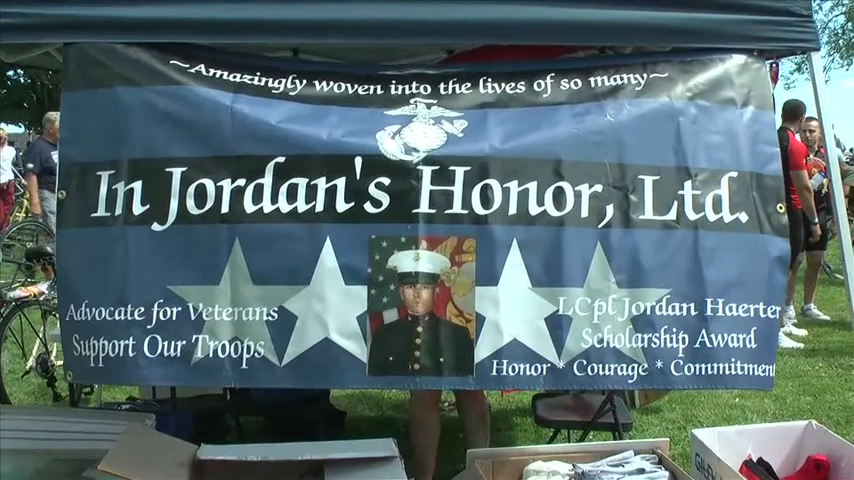 ~Amazingly woven into the lives of so many~
In Jordan's Honor, Ltd.
Advocate for Veterans
Support Our Troops
LCpl Jordan Haerter
Scholarship Award
Honor * Courage * Commitment